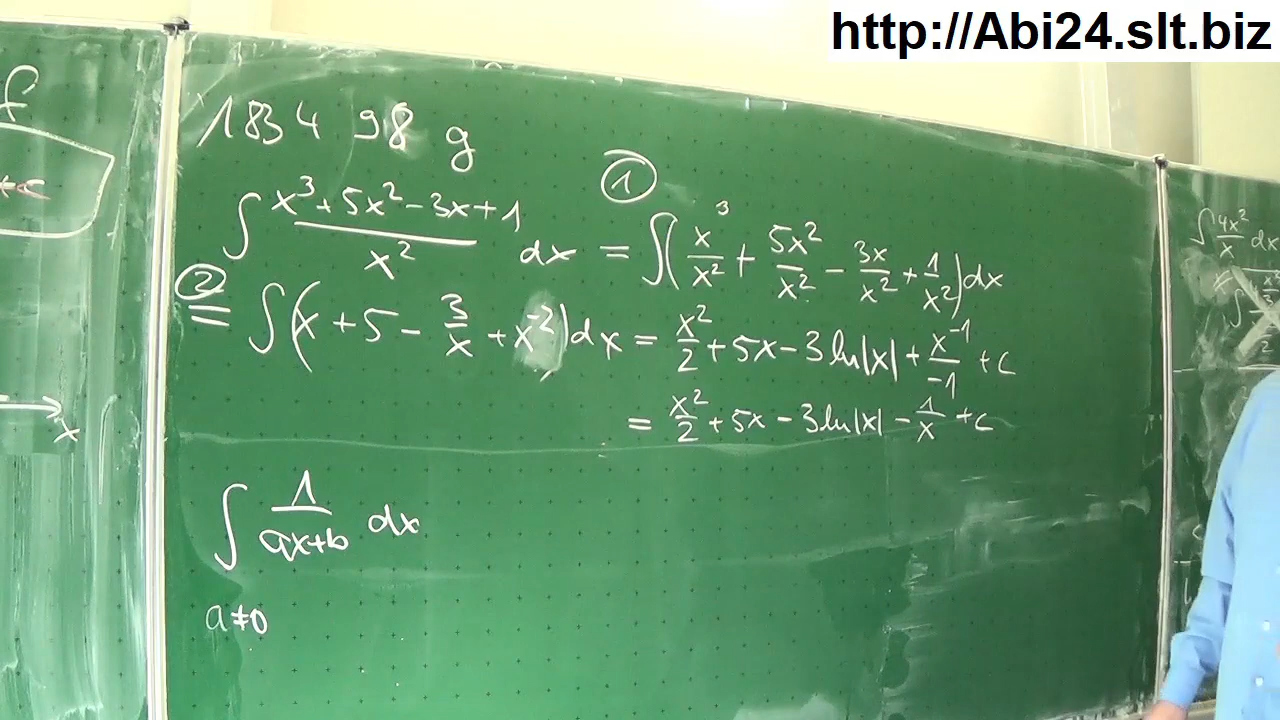 http://Abi24.slt.biz
f
+c
x
1834 98 g
①
∫ (x³+5x²-3x+1)/x² dx = ∫(x³/x² + 5x²/x² - 3x/x² + 1/x²)dx
② = ∫(x + 5 - 3/x + x⁻²)dx = x²/2 + 5x - 3 ln|x| + x⁻¹/-1 + c
= x²/2 + 5x - 3 ln|x| - 1/x + c
∫ 1/(ax+b) dx
a≠0
∫ 4x²/x dx